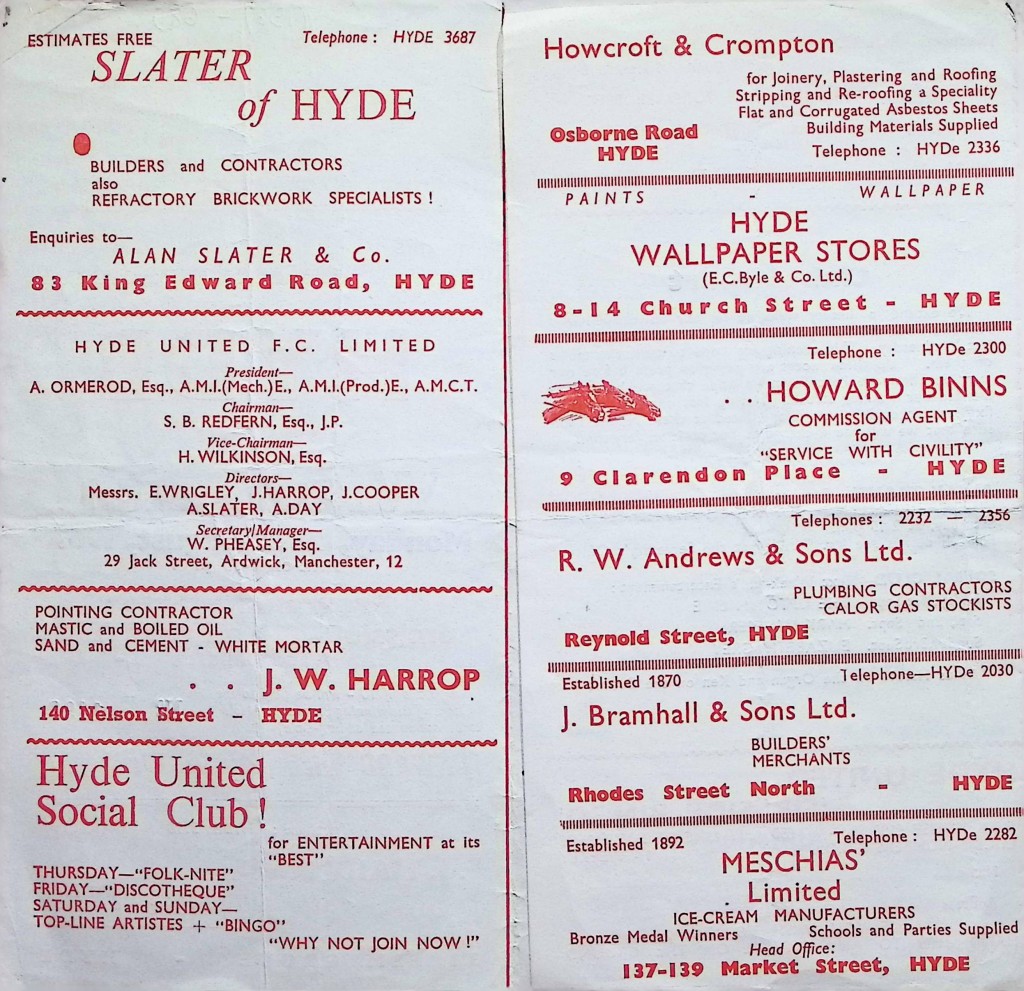 ESTIMATES FREE
Telephone : HYDE 3687
SLATER
of HYDE
BUILDERS and CONTRACTORS
also
REFRACTORY BRICKWORK SPECIALISTS !
Enquiries to—
ALAN SLATER & Co.
83 King Edward Road, HYDE
HYDE UNITED F.C. LIMITED
President—
A. ORMEROD, Esq., A.M.I.(Mech.)E., A.M.I.(Prod.)E., A.M.C.T.
Chairman—
S. B. REDFERN, Esq., J.P.
Vice-Chairman—
H. WILKINSON, Esq.
Directors—
Messrs. E.WRIGLEY, J.HARROP, J.COOPER
A.SLATER, A.DAY
Secretary/Manager—
W. PHEASEY, Esq.
29 Jack Street, Ardwick, Manchester, 12
POINTING CONTRACTOR
MASTIC and BOILED OIL
SAND and CEMENT - WHITE MORTAR
. . J. W. HARROP
140 Nelson Street - HYDE
Hyde United
Social Club !
for ENTERTAINMENT at its
"BEST"
THURSDAY—"FOLK-NITE"
FRIDAY—"DISCOTHEQUE"
SATURDAY and SUNDAY—
TOP-LINE ARTISTES + "BINGO"
"WHY NOT JOIN NOW !"
Howcroft & Crompton
for Joinery, Plastering and Roofing
Stripping and Re-roofing a Speciality
Flat and Corrugated Asbestos Sheets
Building Materials Supplied
Osborne Road
HYDE
Telephone : HYDe 2336
PAINTS - WALLPAPER
HYDE
WALLPAPER STORES
(E.C.Byle & Co. Ltd.)
8-14 Church Street - HYDE
Telephone : HYDe 2300
. . HOWARD BINNS
COMMISSION AGENT
for
"SERVICE WITH CIVILITY"
9 Clarendon Place - HYDE
Telephones : 2232 — 2356
R. W. Andrews & Sons Ltd.
PLUMBING CONTRACTORS
CALOR GAS STOCKISTS
Reynold Street, HYDE
Established 1870
Telephone—HYDe 2030
J. Bramhall & Sons Ltd.
BUILDERS'
MERCHANTS
Rhodes Street North - HYDE
Established 1892
Telephone : HYDe 2282
MESCHIAS'
Limited
ICE-CREAM MANUFACTURERS
Bronze Medal Winners
Schools and Parties Supplied
Head Office:
137-139 Market Street, HYDE